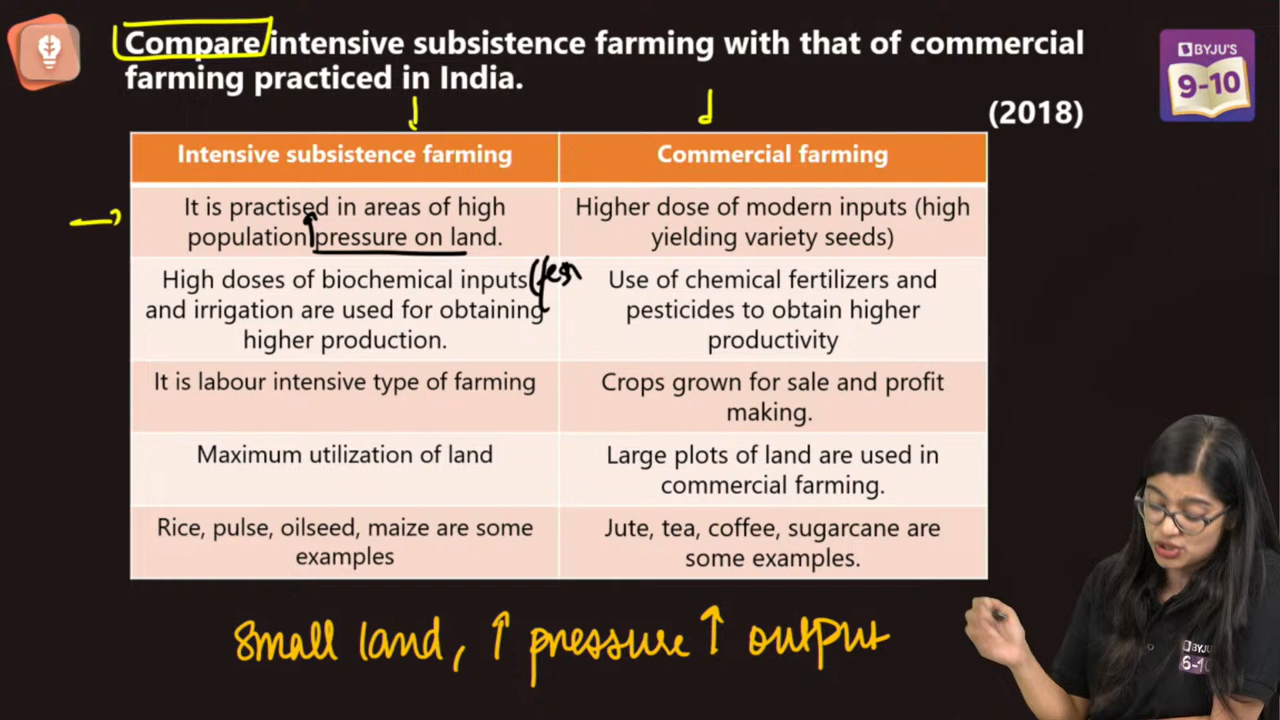 Compare intensive subsistence farming with that of commercial
farming practiced in India.
(2018)
BYJU'S
9-10
Intensive subsistence farming
Commercial farming
It is practised in areas of high
population pressure on land.
Higher dose of modern inputs (high
yielding variety seeds)
High doses of biochemical inputs
and irrigation are used for obtaining
higher production.
Use of chemical fertilizers and
pesticides to obtain higher
productivity
It is labour intensive type of farming
Crops grown for sale and profit
making.
Maximum utilization of land
Large plots of land are used in
commercial farming.
Rice, pulse, oilseed, maize are some
examples
Jute, tea, coffee, sugarcane are
some examples.
small land, ↑ pressure ↑ output